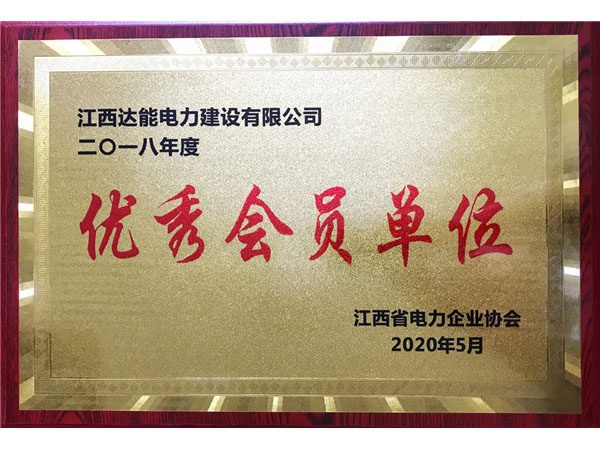 江西达能电力建设有限公司
二〇一八年度
优秀会员单位
江西省电力企业协会
2020年5月